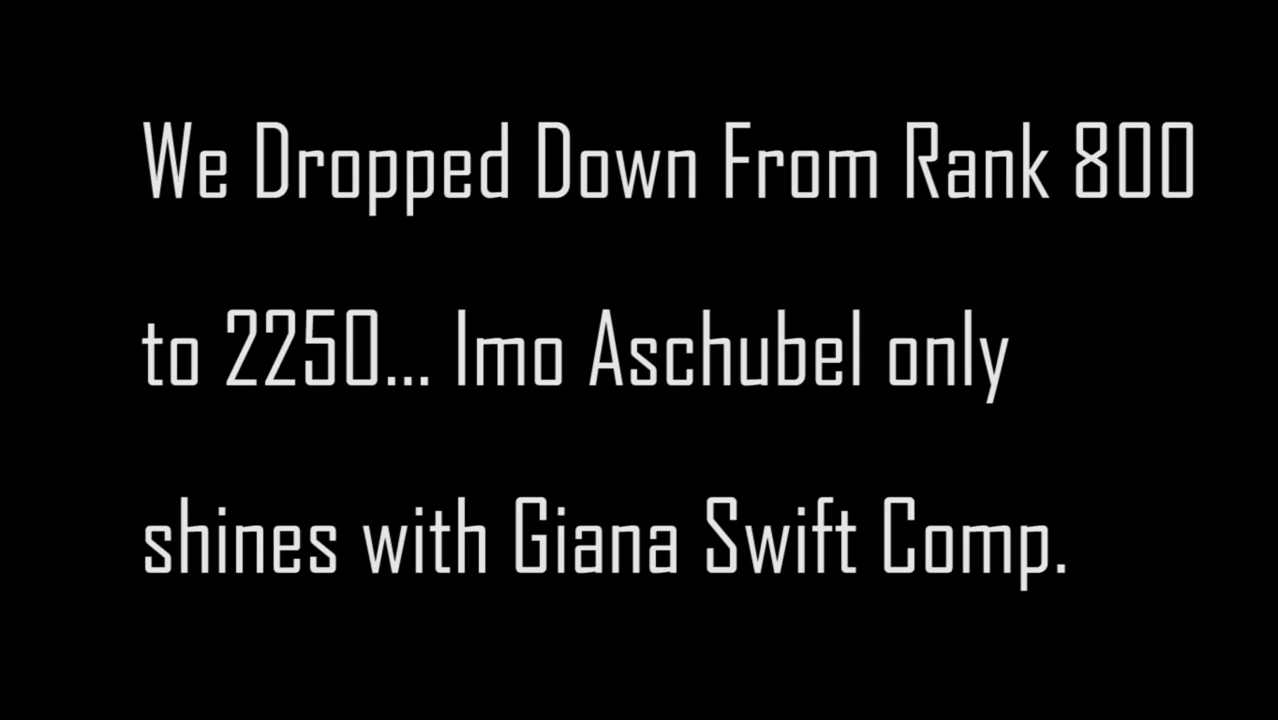 We Dropped Down From Rank 800
to 2250... Imo Aschubel only
shines with Giana Swift Comp.